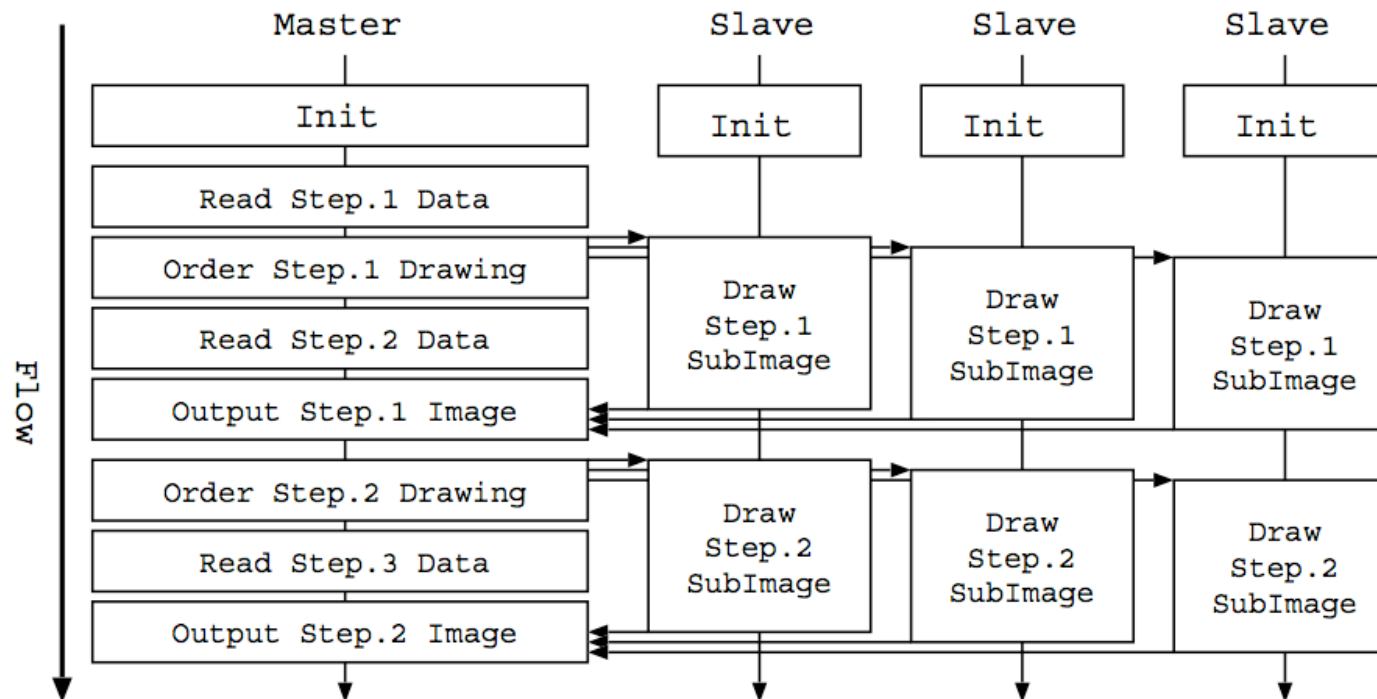 Master Slave Slave Slave
Init Init Init Init
Read Step.1 Data
Order Step.1 Drawing
Draw
Step.1
SubImage
Draw
Step.1
SubImage
Draw
Step.1
SubImage
Read Step.2 Data
Output Step.1 Image
Flow
Order Step.2 Drawing
Draw
Step.2
SubImage
Draw
Step.2
SubImage
Draw
Step.2
SubImage
Read Step.3 Data
Output Step.2 Image